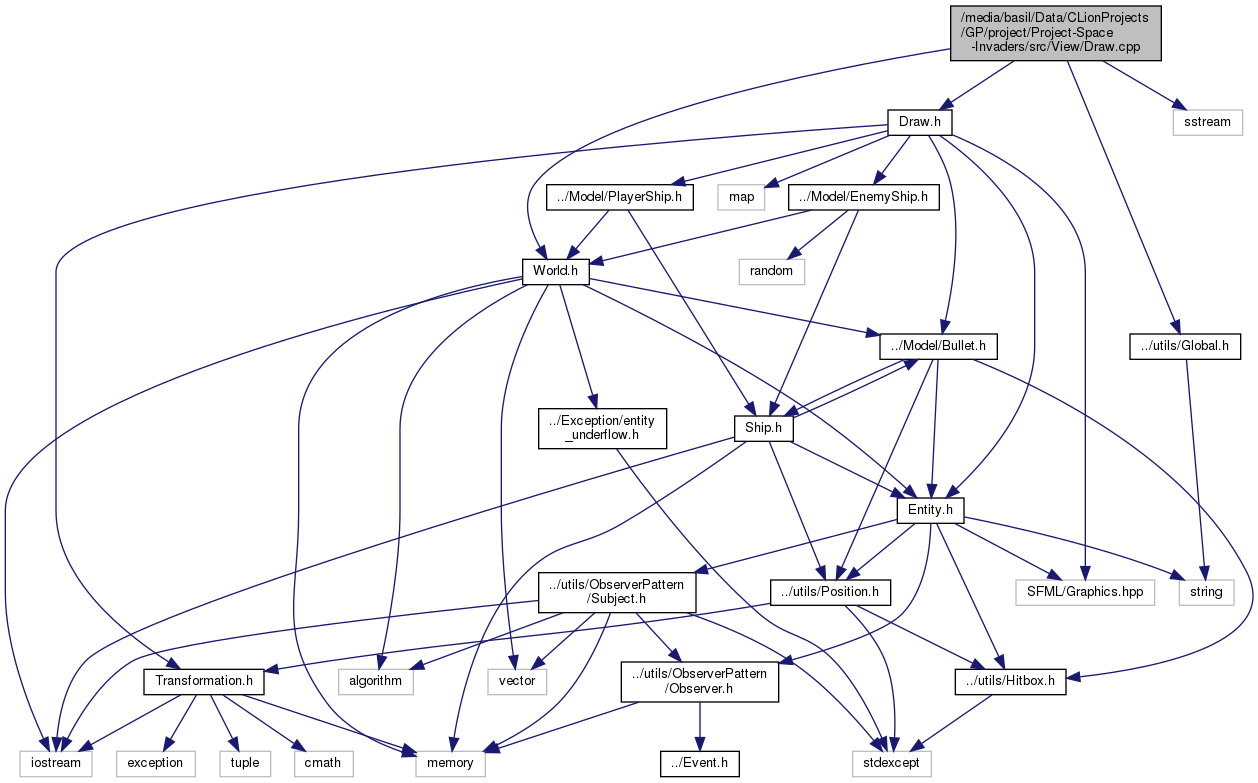 /media/basil/Data/CLionProjects
/GP/project/Project-Space
-Invaders/src/View/Draw.cpp
Draw.h
sstream
../Model/PlayerShip.h
map
../Model/EnemyShip.h
World.h
random
../Model/Bullet.h
../utils/Global.h
../Exception/entity
_underflow.h
Ship.h
Entity.h
../utils/ObserverPattern
/Subject.h
../utils/Position.h
SFML/Graphics.hpp
string
Transformation.h
algorithm
vector
../utils/ObserverPattern
/Observer.h
../utils/Hitbox.h
iostream
exception
tuple
cmath
memory
../Event.h
stdexcept